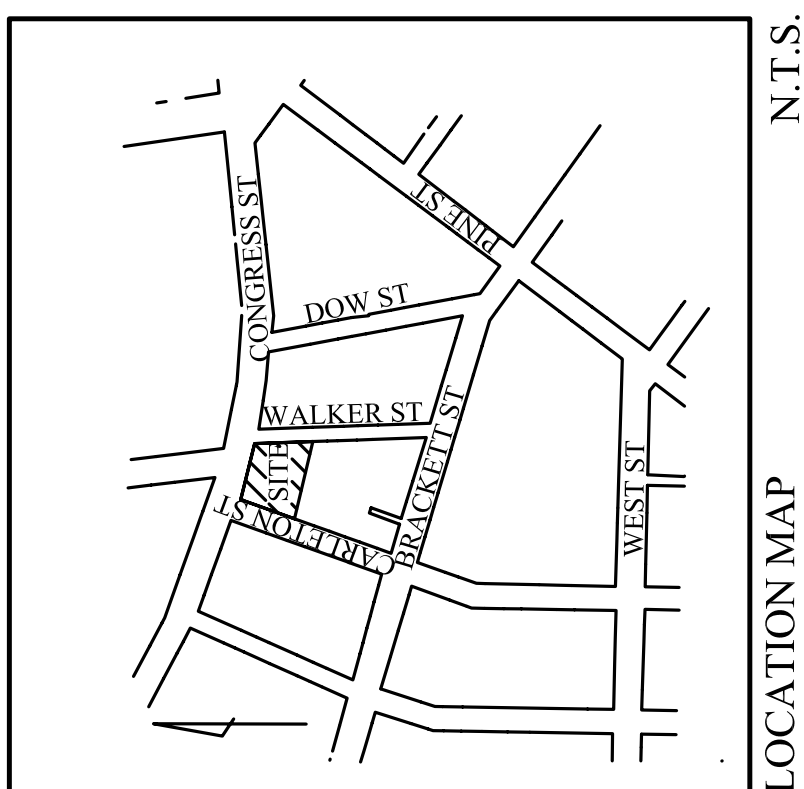 N.T.S.
PINE ST
CONGRESS ST
DOW ST
WALKER ST
BRACKETT ST
SITE
WEST ST
CARLETON ST
LOCATION MAP